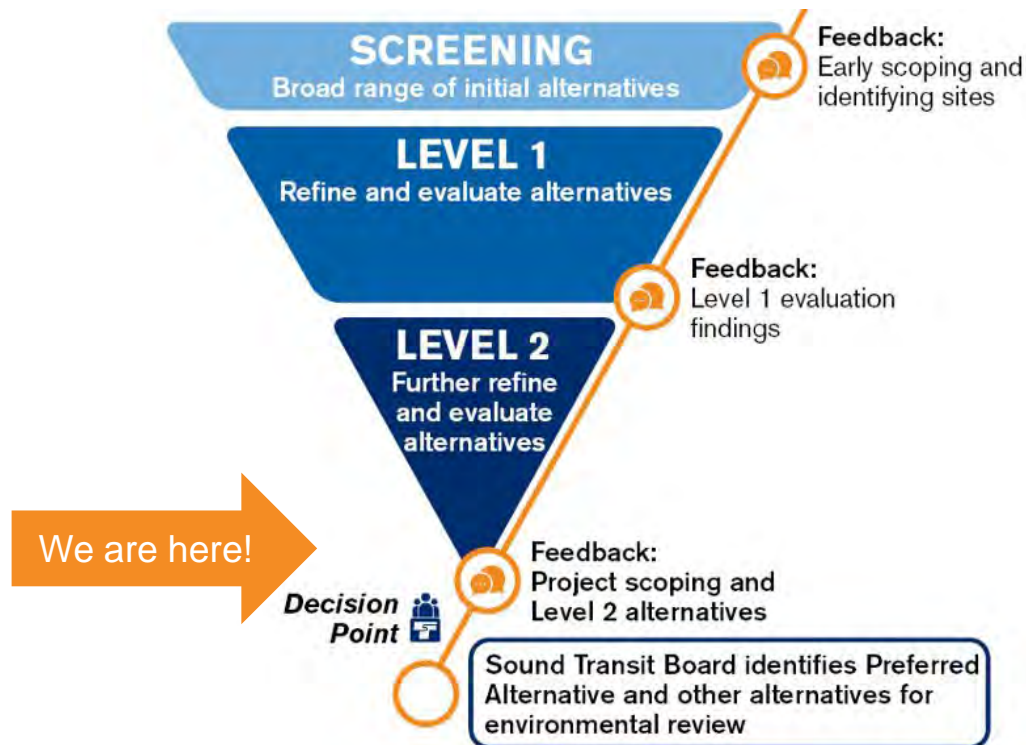 SCREENING
Broad range of initial alternatives
Feedback:
Early scoping and
identifying sites
LEVEL 1
Refine and evaluate alternatives
Feedback:
Level 1 evaluation
findings
LEVEL 2
Further refine
and evaluate
alternatives
We are here!
Feedback:
Project scoping and
Level 2 alternatives
Decision
Point
Sound Transit Board identifies Preferred
Alternative and other alternatives for
environmental review